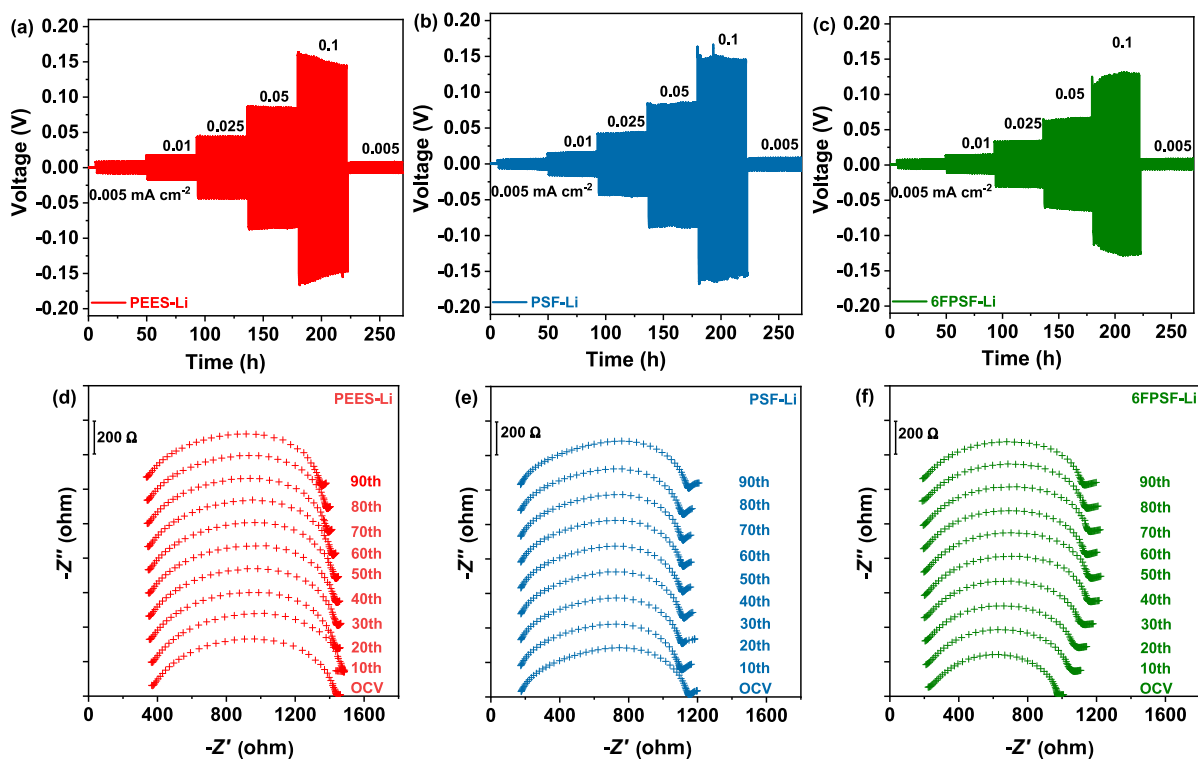 (a)
0.20
0.15
0.10
0.05
0.00
-0.05
-0.10
-0.15
-0.20
Voltage (V)
0.1
0.05
0.025
0.01
0.005 mA cm⁻²
0.005
PEES-Li
0 50 100 150 200 250
Time (h)
(b)
0.20
0.15
0.10
0.05
0.00
-0.05
-0.10
-0.15
-0.20
Voltage (V)
0.1
0.05
0.025
0.01
0.005 mA cm⁻²
0.005
PSF-Li
0 50 100 150 200 250
Time (h)
(c)
0.20
0.15
0.10
0.05
0.00
-0.05
-0.10
-0.15
-0.20
Voltage (V)
0.1
0.05
0.025
0.01
0.005 mA cm⁻²
0.005
6FPSF-Li
0 50 100 150 200 250
Time (h)
(d)
PEES-Li
200 Ω
90th
80th
70th
60th
50th
40th
30th
20th
10th
OCV
-Z″ (ohm)
0 400 800 1200 1600
-Z′ (ohm)
(e)
PSF-Li
200 Ω
90th
80th
70th
60th
50th
40th
30th
20th
10th
OCV
-Z″ (ohm)
0 400 800 1200 1600
-Z′ (ohm)
(f)
6FPSF-Li
200 Ω
90th
80th
70th
60th
50th
40th
30th
20th
10th
OCV
-Z″ (ohm)
0 400 800 1200 1600
-Z′ (ohm)